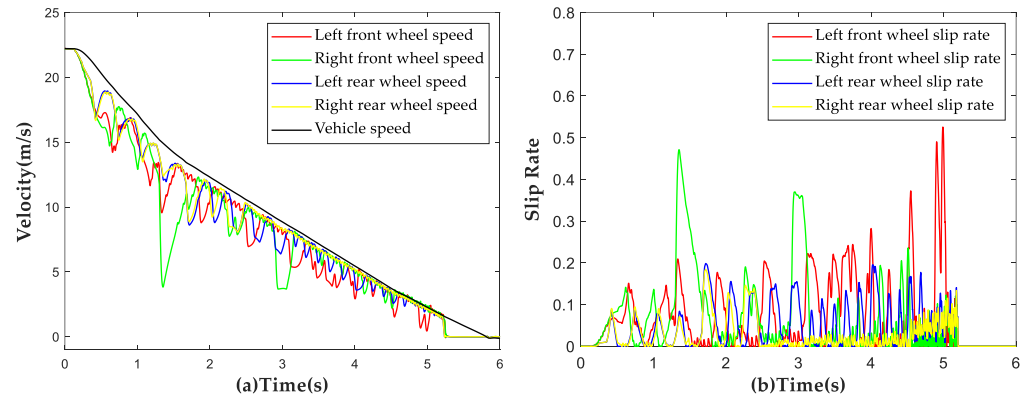 25
20
15
10
5
0
0
1
2
3
4
5
6
Velocity(m/s)
(a)Time(s)
Left front wheel speed
Right front wheel speed
Left rear wheel speed
Right rear wheel speed
Vehicle speed
0.8
0.7
0.6
0.5
0.4
0.3
0.2
0.1
0
0
1
2
3
4
5
6
Slip Rate
(b)Time(s)
Left front wheel slip rate
Right front wheel slip rate
Left rear wheel slip rate
Right rear wheel slip rate